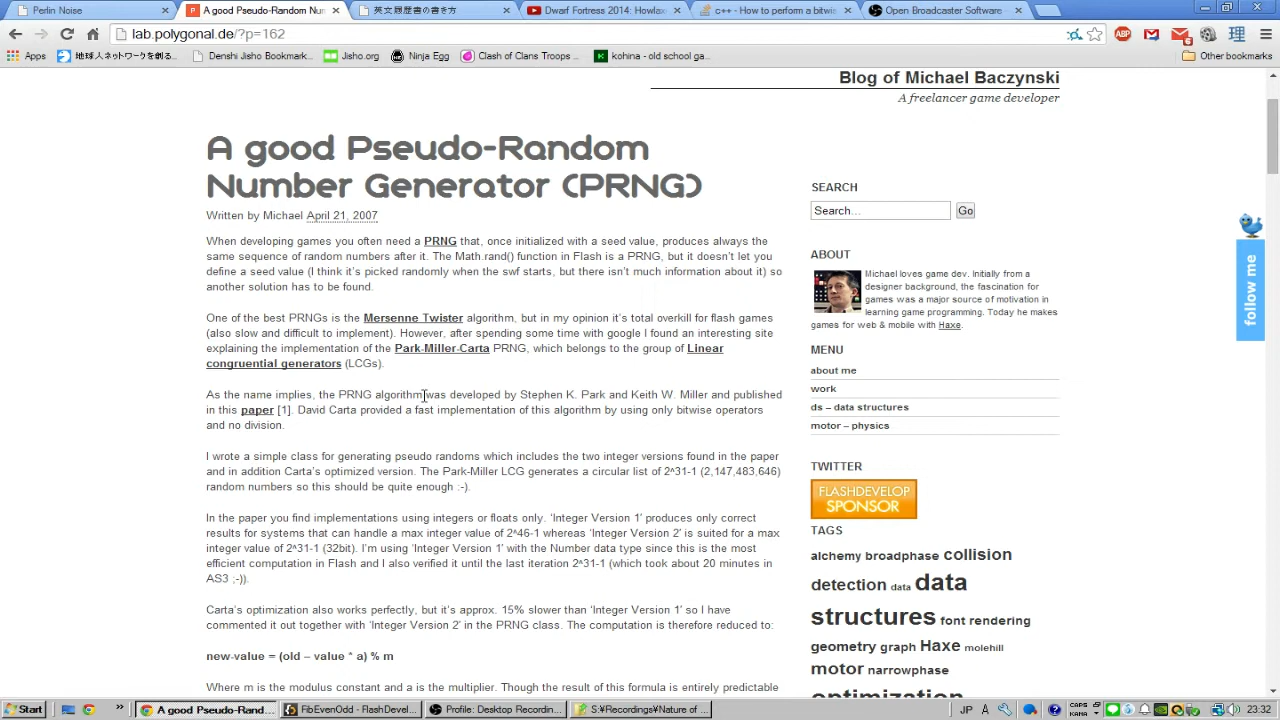 Perlin Noise
A good Pseudo-Random Num
英文履歴書の書き方
Dwarf Fortress 2014: Howlax
c++ - How to perform a bitwis
Open Broadcaster Software
lab.polygonal.de/?p=162
Apps
地球人ネットワークを創る
Denshi Jisho Bookmark...
Jisho.org
Ninja Egg
Clash of Clans Troops ...
kohina - old school ga...
Other bookmarks
Blog of Michael Baczynski
A freelancer game developer
A good Pseudo-Random
Number Generator (PRNG)
Written by Michael April 21, 2007
When developing games you often need a PRNG that, once initialized with a seed value, produces always the
same sequence of random numbers after it. The Math.rand() function in Flash is a PRNG, but it doesn't let you
define a seed value (I think it's picked randomly when the swf starts, but there isn't much information about it) so
another solution has to be found.
One of the best PRNGs is the Mersenne Twister algorithm, but in my opinion it's total overkill for flash games
(also slow and difficult to implement). However, after spending some time with google I found an interesting site
explaining the implementation of the Park-Miller-Carta PRNG, which belongs to the group of Linear
congruential generators (LCGs).
As the name implies, the PRNG algorithm was developed by Stephen K. Park and Keith W. Miller and published
in this paper [1]. David Carta provided a fast implementation of this algorithm by using only bitwise operators
and no division.
I wrote a simple class for generating pseudo randoms which includes the two integer versions found in the paper
and in addition Carta's optimized version. The Park-Miller LCG generates a circular list of 2^31-1 (2,147,483,646)
random numbers so this should be quite enough :-).
In the paper you find implementations using integers or floats only. 'Integer Version 1' produces only correct
results for systems that can handle a max integer value of 2^46-1 whereas 'Integer Version 2' is suited for a max
integer value of 2^31-1 (32bit). I'm using 'Integer Version 1' with the Number data type since this is the most
efficient computation in Flash and I also verified it until the last iteration 2^31-1 (which took about 20 minutes in
AS3 ;-)).
Carta's optimization also works perfectly, but it's approx. 15% slower than 'Integer Version 1' so I have
commented it out together with 'Integer Version 2' in the PRNG class. The computation is therefore reduced to:
new-value = (old – value * a) % m
Where m is the modulus constant and a is the multiplier. Though the result of this formula is entirely predictable
SEARCH
Search...
Go
ABOUT
Michael loves game dev. Initially from a
designer background, the fascination for
games was a major source of motivation in
learning game programming. Today he makes
games for web & mobile with Haxe.
MENU
about me
work
ds – data structures
motor – physics
TWITTER
FLASHDEVELOP
SPONSOR
TAGS
alchemy broadphase collision
detection data data
structures font rendering
geometry graph Haxe molehill
motor narrowphase
optimization
follow me
Start
A good Pseudo-Rand...
FibEvenOdd - FlashDevel...
Profile: Desktop Recordin...
S:¥Recordings¥Nature of ...
JP
A
CAPS
KANA
23:32